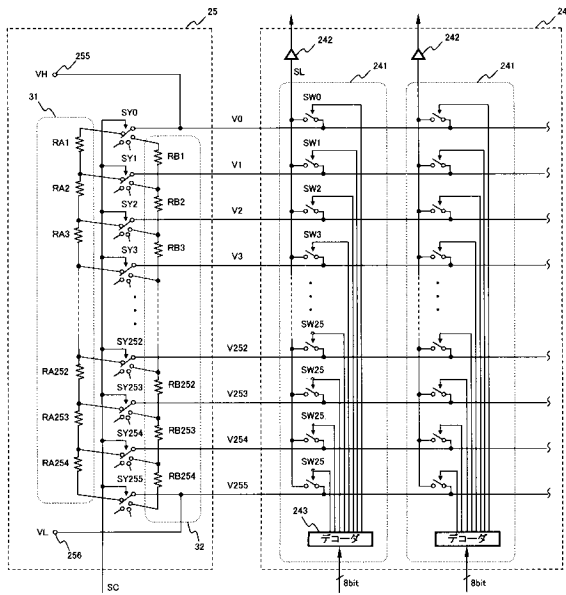 25
24
VH
255
242
242
SL
241
241
31
SY0
V0
SW0
RA1
RB1
SY1
V1
SW1
RA2
RB2
SY2
V2
SW2
RA3
RB3
SY3
V3
SW3
SY252
V252
SW25
RA252
RB252
SY253
V253
SW25
RA253
RB253
SY254
V254
SW25
RA254
RB254
SY255
V255
SW25
243
デコーダ
デコーダ
VL
256
32
SC
8bit
8bit